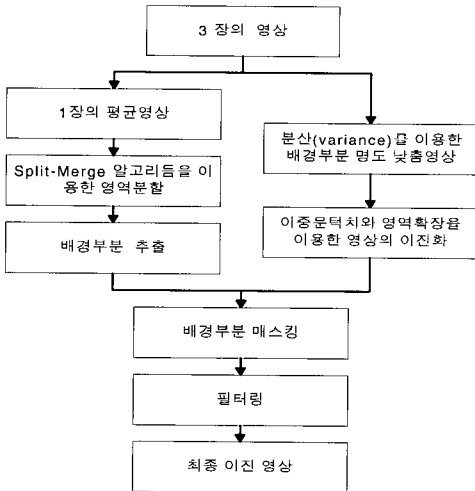 3 장의 영상
1장의 평균영상
Split-Merge 알고리듬을 이
용한 영역분할
배경부분 추출
분산(variance)를 이용한
배경부분 명도 낮춤영상
이중문턱치와 영역확장을
이용한 영상의 이진화
배경부분 매스킹
필터링
최종 이진 영상